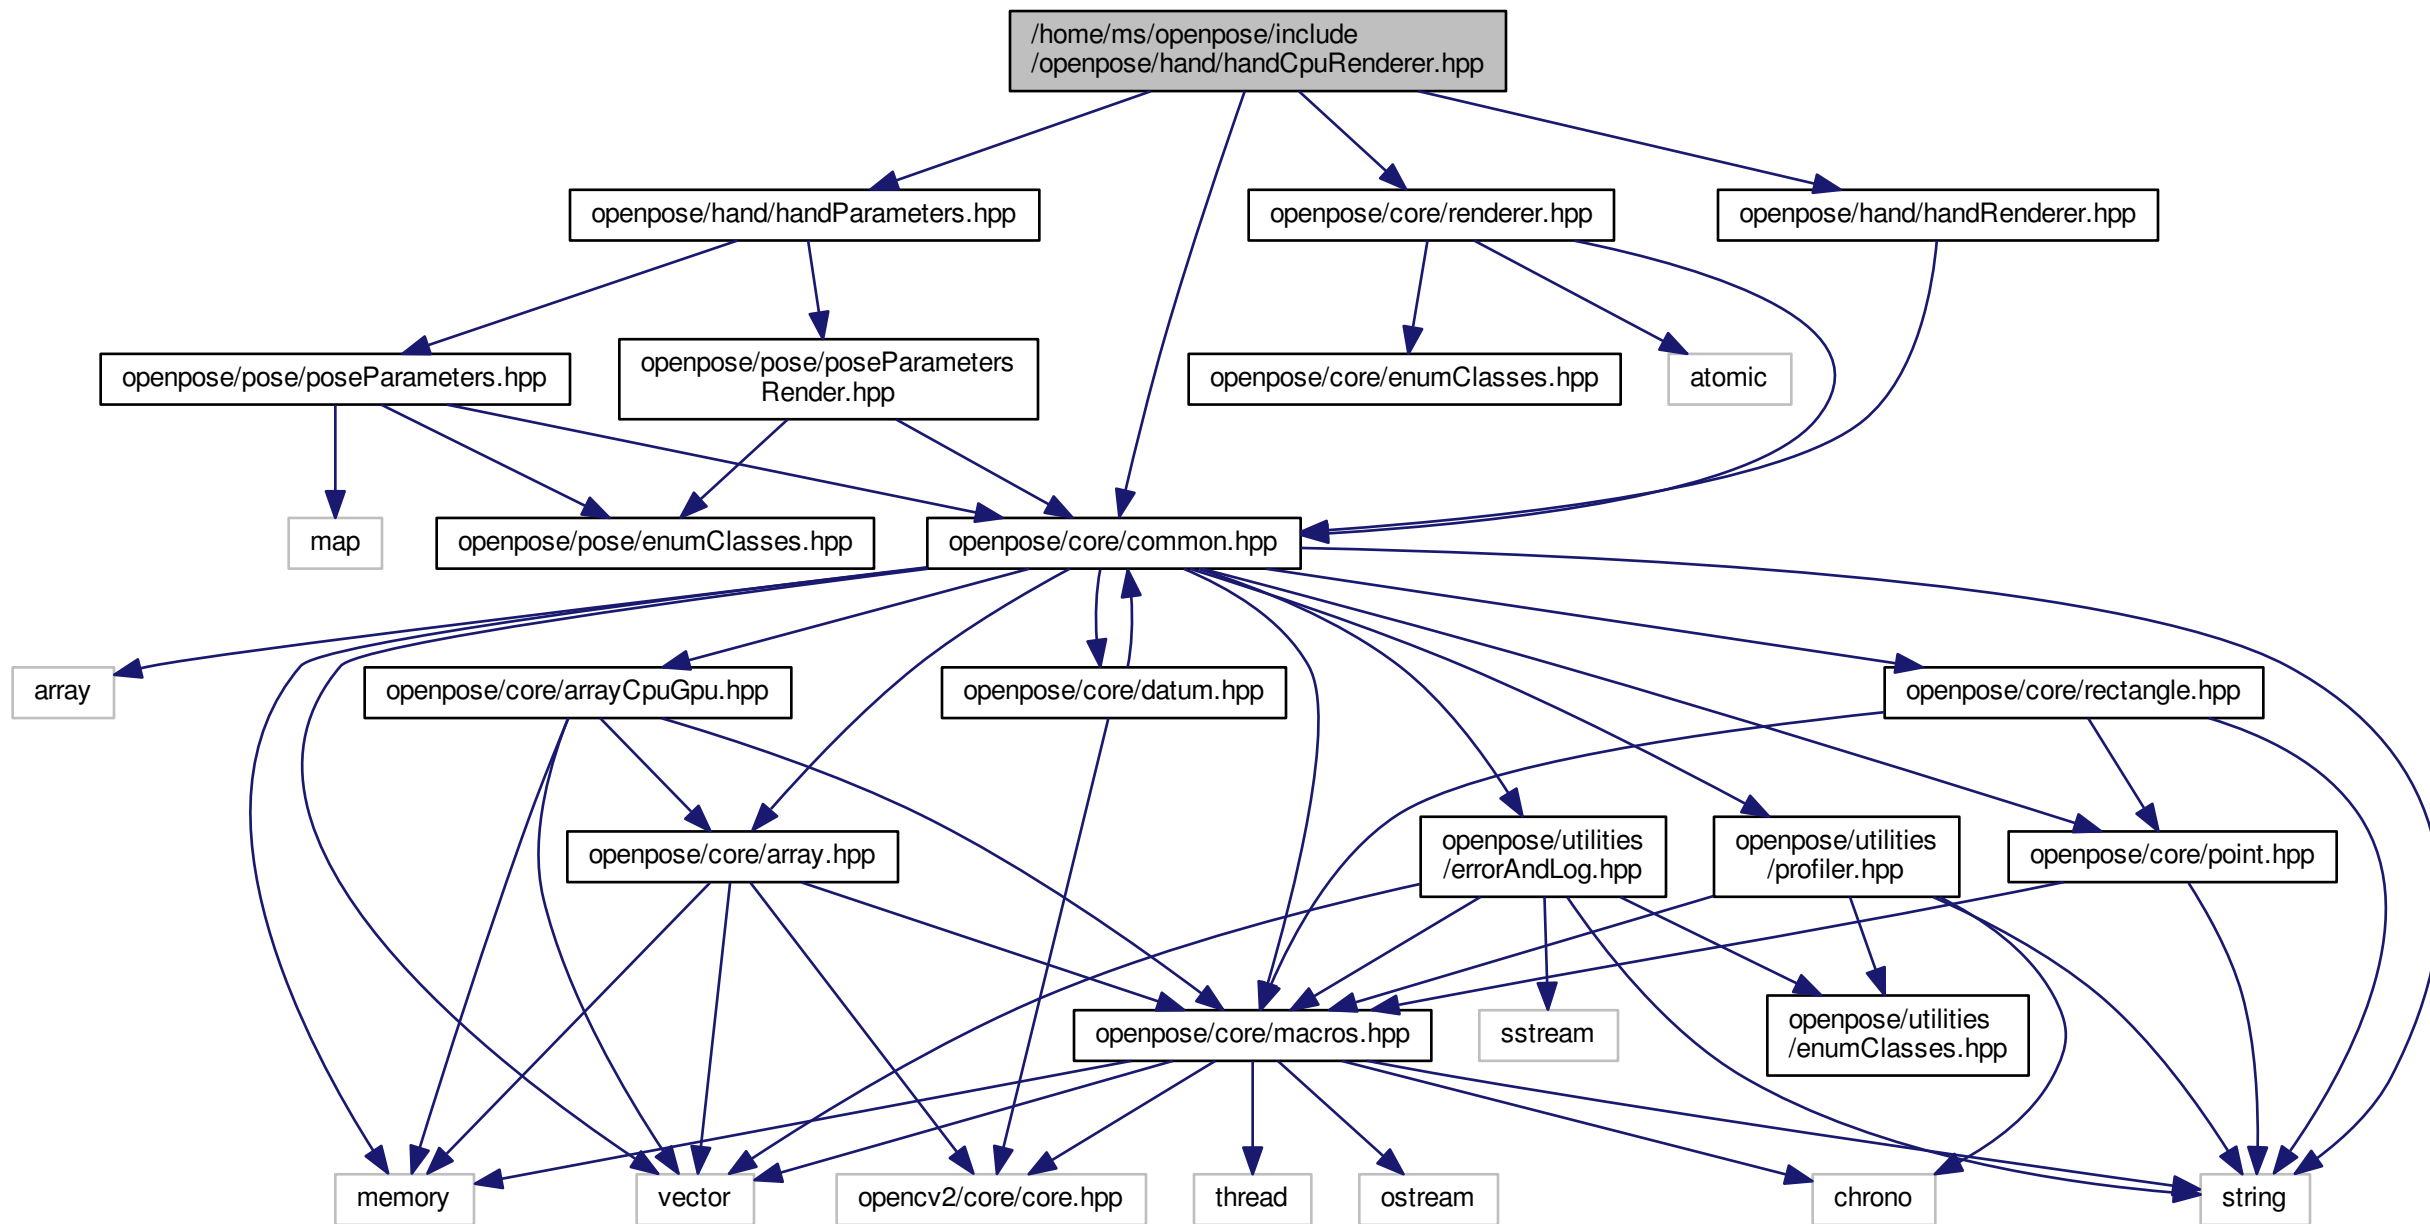 /home/ms/openpose/include
/openpose/hand/handCpuRenderer.hpp
openpose/hand/handParameters.hpp
openpose/core/renderer.hpp
openpose/hand/handRenderer.hpp
openpose/pose/poseParameters.hpp
openpose/pose/poseParameters
Render.hpp
openpose/core/enumClasses.hpp
atomic
map
openpose/pose/enumClasses.hpp
openpose/core/common.hpp
array
openpose/core/arrayCpuGpu.hpp
openpose/core/datum.hpp
openpose/core/rectangle.hpp
openpose/core/array.hpp
openpose/utilities
/errorAndLog.hpp
openpose/utilities
/profiler.hpp
openpose/core/point.hpp
openpose/core/macros.hpp
sstream
openpose/utilities
/enumClasses.hpp
memory
vector
opencv2/core/core.hpp
thread
ostream
chrono
string